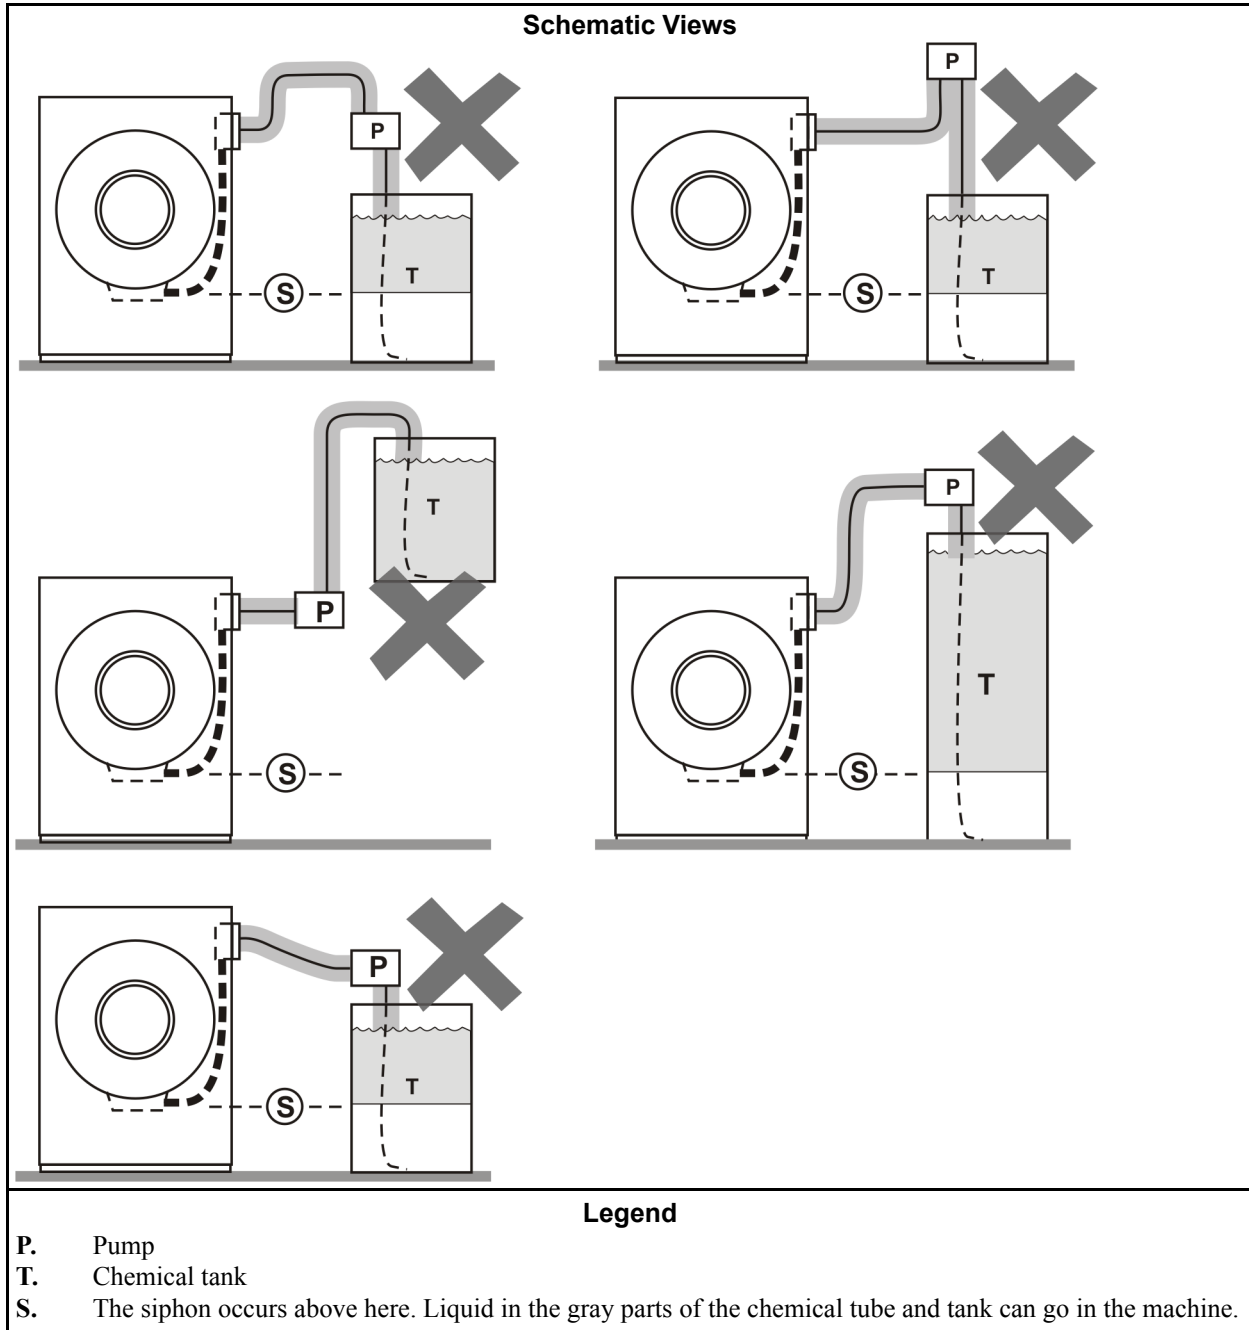 Schematic Views
P
P
T
S
T
S
T
P
P
T
S
S
P
T
S
Legend
P. Pump
T. Chemical tank
S. The siphon occurs above here. Liquid in the gray parts of the chemical tube and tank can go in the machine.